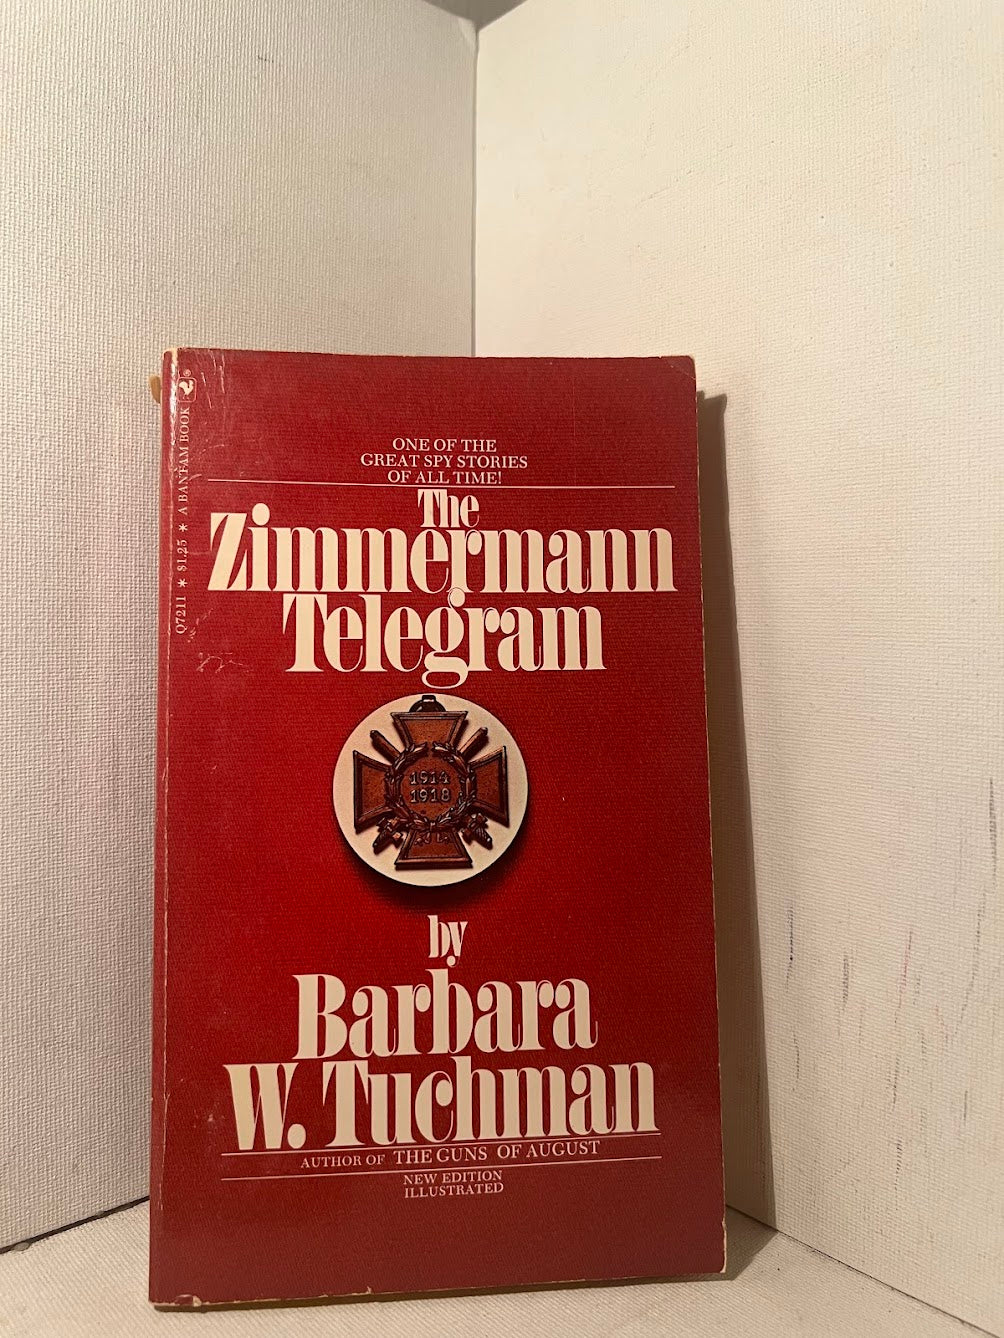 Q7211 * $1.25 * A BANTAM BOOK ®
ONE OF THE
GREAT SPY STORIES
OF ALL TIME!
The
Zimmermann
Telegram
1914
1918
by
Barbara
W. Tuchman
AUTHOR OF THE GUNS OF AUGUST
NEW EDITION
ILLUSTRATED